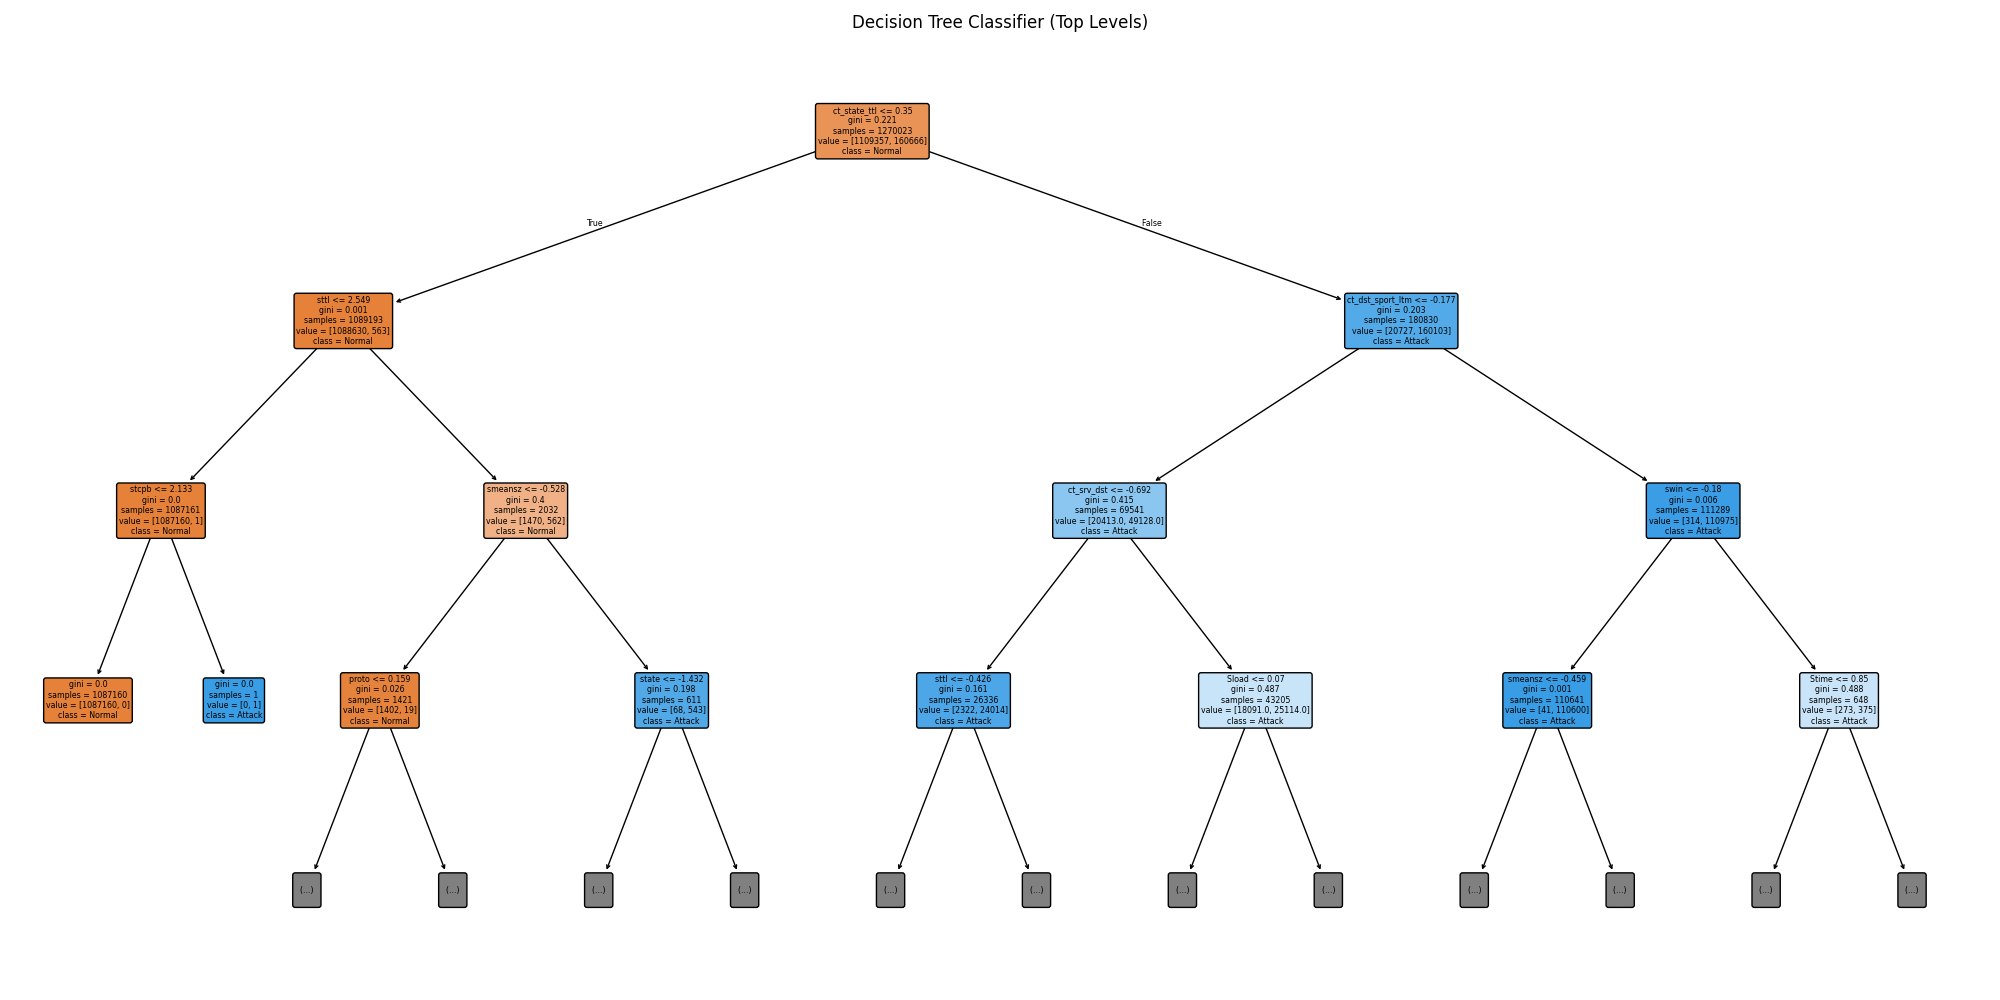 Decision Tree Classifier (Top Levels)
ct_state_ttl <= 0.35
gini = 0.221
samples = 1270023
value = [1109357, 160666]
class = Normal
True
False
sttl <= 2.549
gini = 0.001
samples = 1089193
value = [1088630, 563]
class = Normal
ct_dst_sport_ltm <= -0.177
gini = 0.203
samples = 180830
value = [20727, 160103]
class = Attack
stcpb <= 2.133
gini = 0.0
samples = 1087161
value = [1087160, 1]
class = Normal
smeansz <= -0.528
gini = 0.4
samples = 2032
value = [1470, 562]
class = Normal
ct_srv_dst <= -0.692
gini = 0.415
samples = 69541
value = [20413.0, 49128.0]
class = Attack
swin <= -0.18
gini = 0.006
samples = 111289
value = [314, 110975]
class = Attack
gini = 0.0
samples = 1087160
value = [1087160, 0]
class = Normal
gini = 0.0
samples = 1
value = [0, 1]
class = Attack
proto <= 0.159
gini = 0.026
samples = 1421
value = [1402, 19]
class = Normal
state <= -1.432
gini = 0.198
samples = 611
value = [68, 543]
class = Attack
sttl <= -0.426
gini = 0.161
samples = 26336
value = [2322, 24014]
class = Attack
Sload <= 0.07
gini = 0.487
samples = 43205
value = [18091.0, 25114.0]
class = Attack
smeansz <= -0.459
gini = 0.001
samples = 110641
value = [41, 110600]
class = Attack
Stime <= 0.85
gini = 0.488
samples = 648
value = [273, 375]
class = Attack
(...)
(...)
(...)
(...)
(...)
(...)
(...)
(...)
(...)
(...)
(...)
(...)